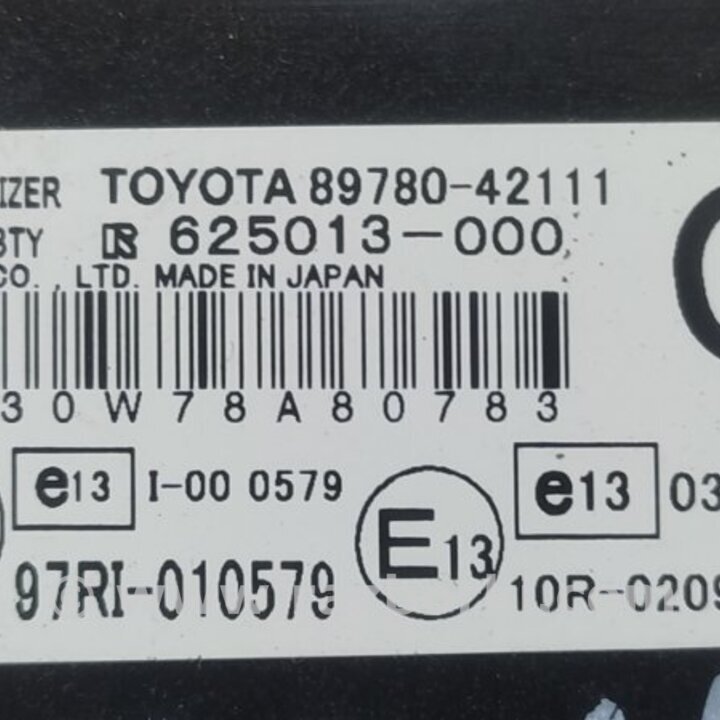 IZER TOYOTA 89780-42111
BTY 625013-000
CO., LTD. MADE IN JAPAN
30W78A80783
e13 I-00 0579 e13 03
E13
97RI-010579 10R-0209